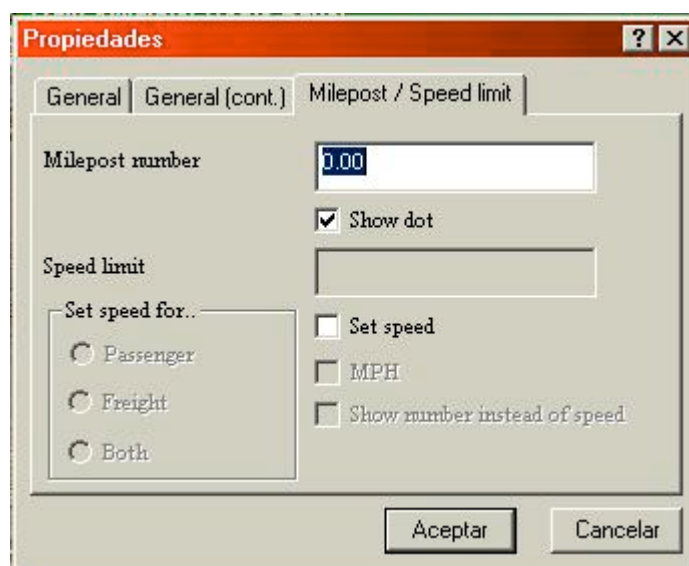 Propiedades
General General (cont.) Milepost / Speed limit
Milepost number 0.00
Show dot
Speed limit
Set speed for..
Set speed
Passenger
MPH
Freight
Show number instead of speed
Both
Aceptar Cancelar